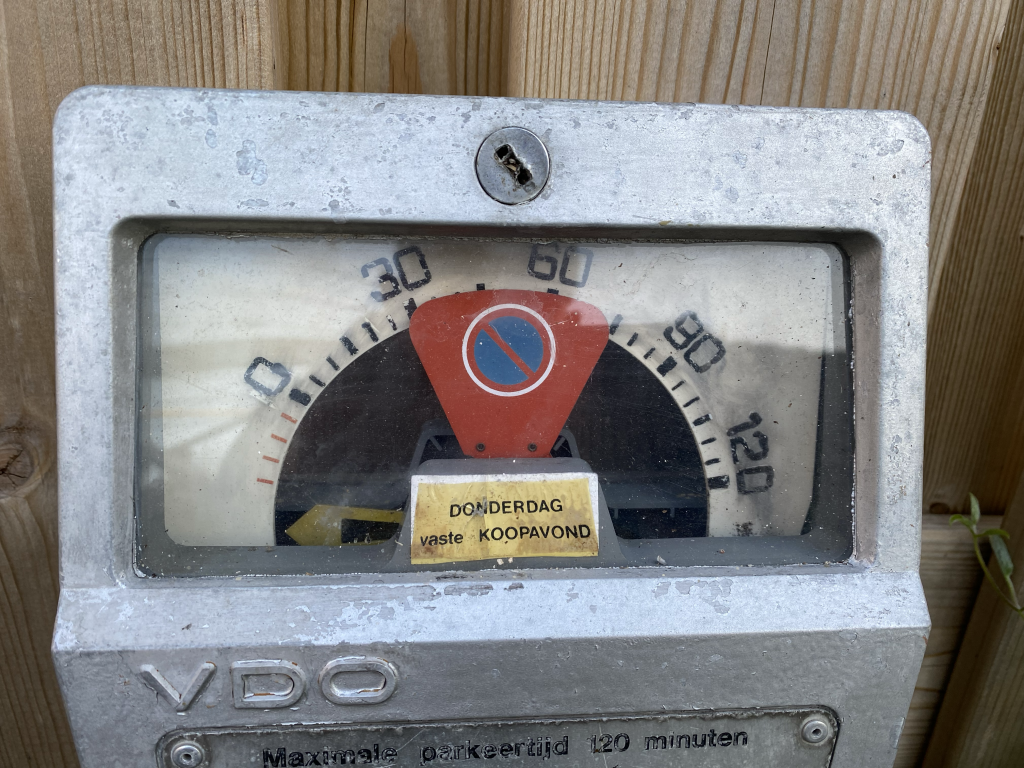 0 30 60 90 120
DONDERDAG
vaste KOOPAVOND
VDO
Maximale parkeertijd 120 minuten